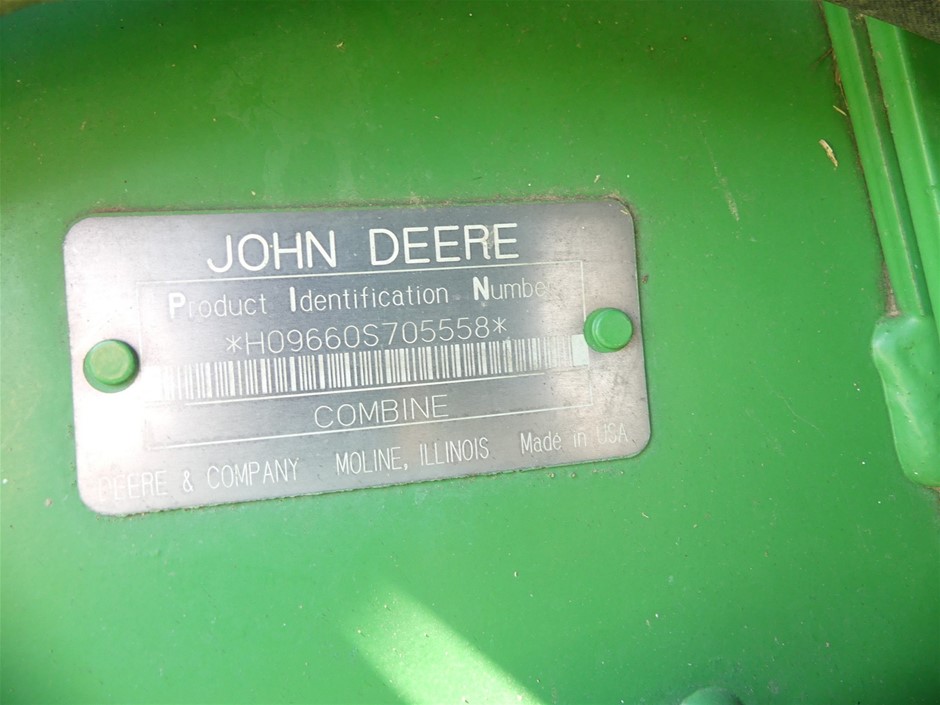 JOHN DEERE
Product Identification Number
*H09660S705558*
COMBINE
DEERE & COMPANY MOLINE, ILLINOIS Made in USA